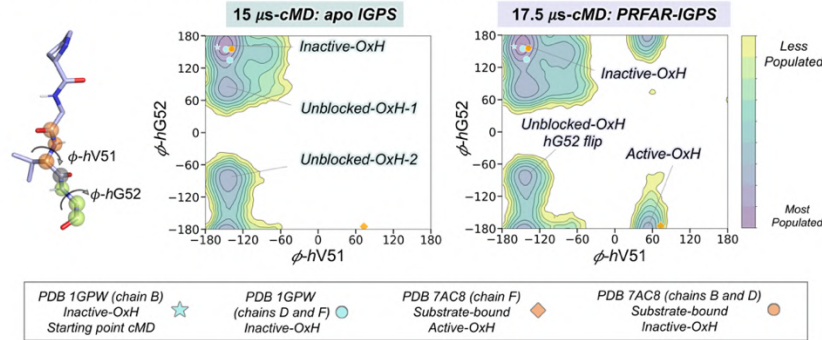 15 μs-cMD: apo IGPS
17.5 μs-cMD: PRFAR-IGPS
ϕ-hV51
ϕ-hG52
180
120
60
0
−60
−120
−180
ϕ-hG52
Inactive-OxH
Unblocked-OxH-1
Unblocked-OxH-2
−180 −120 −60 0 60 120 180
ϕ-hV51
180
120
60
0
−60
−120
−180
ϕ-hG52
Inactive-OxH
Unblocked-OxH
hG52 flip
Active-OxH
−180 −120 −60 0 60 120 180
ϕ-hV51
Less
Populated
Most
Populated
PDB 1GPW (chain B)
Inactive-OxH
Starting point cMD
PDB 1GPW
(chains D and F)
Inactive-OxH
PDB 7AC8 (chain F)
Substrate-bound
Active-OxH
PDB 7AC8 (chains B and D)
Substrate-bound
Inactive-OxH